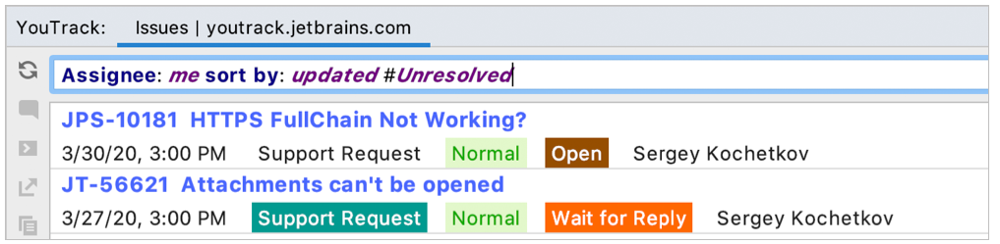 YouTrack: Issues | youtrack.jetbrains.com
Assignee: me sort by: updated #Unresolved
JPS-10181 HTTPS FullChain Not Working?
3/30/20, 3:00 PM Support Request Normal Open Sergey Kochetkov
JT-56621 Attachments can't be opened
3/27/20, 3:00 PM Support Request Normal Wait for Reply Sergey Kochetkov